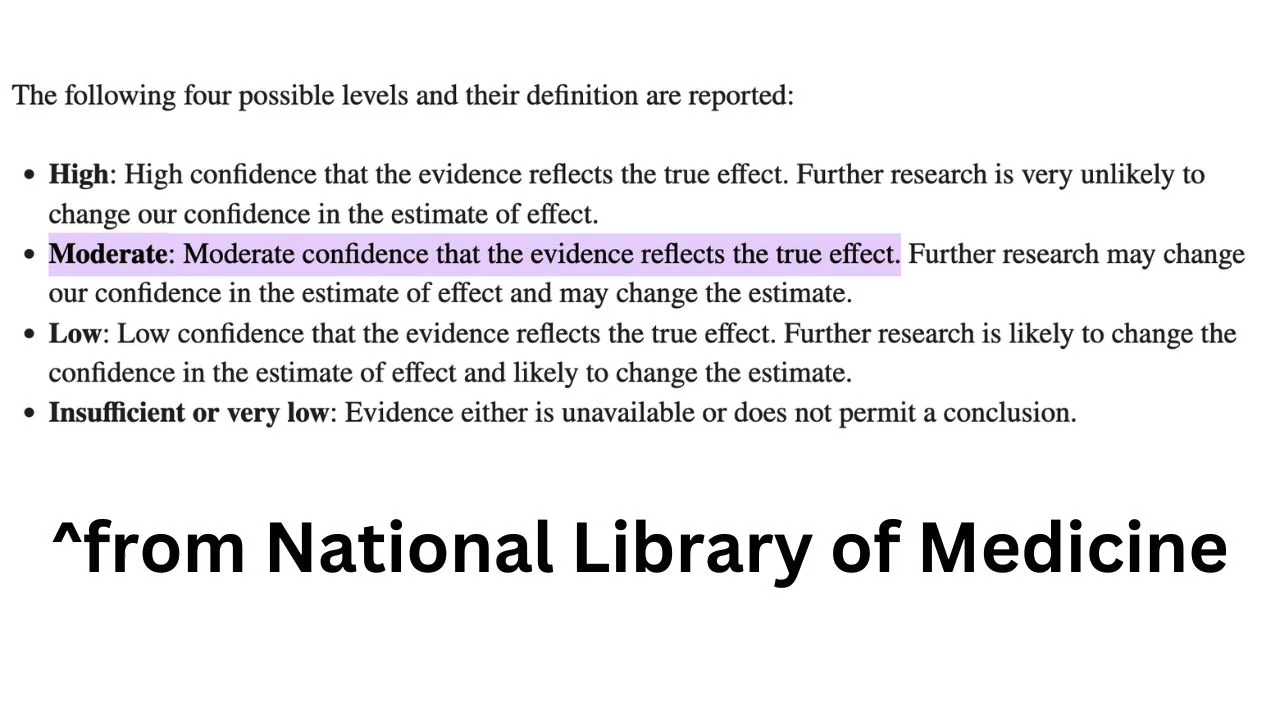 The following four possible levels and their definition are reported:
• High: High confidence that the evidence reflects the true effect. Further research is very unlikely to
change our confidence in the estimate of effect.
• Moderate: Moderate confidence that the evidence reflects the true effect. Further research may change
our confidence in the estimate of effect and may change the estimate.
• Low: Low confidence that the evidence reflects the true effect. Further research is likely to change the
confidence in the estimate of effect and likely to change the estimate.
• Insufficient or very low: Evidence either is unavailable or does not permit a conclusion.
^from National Library of Medicine